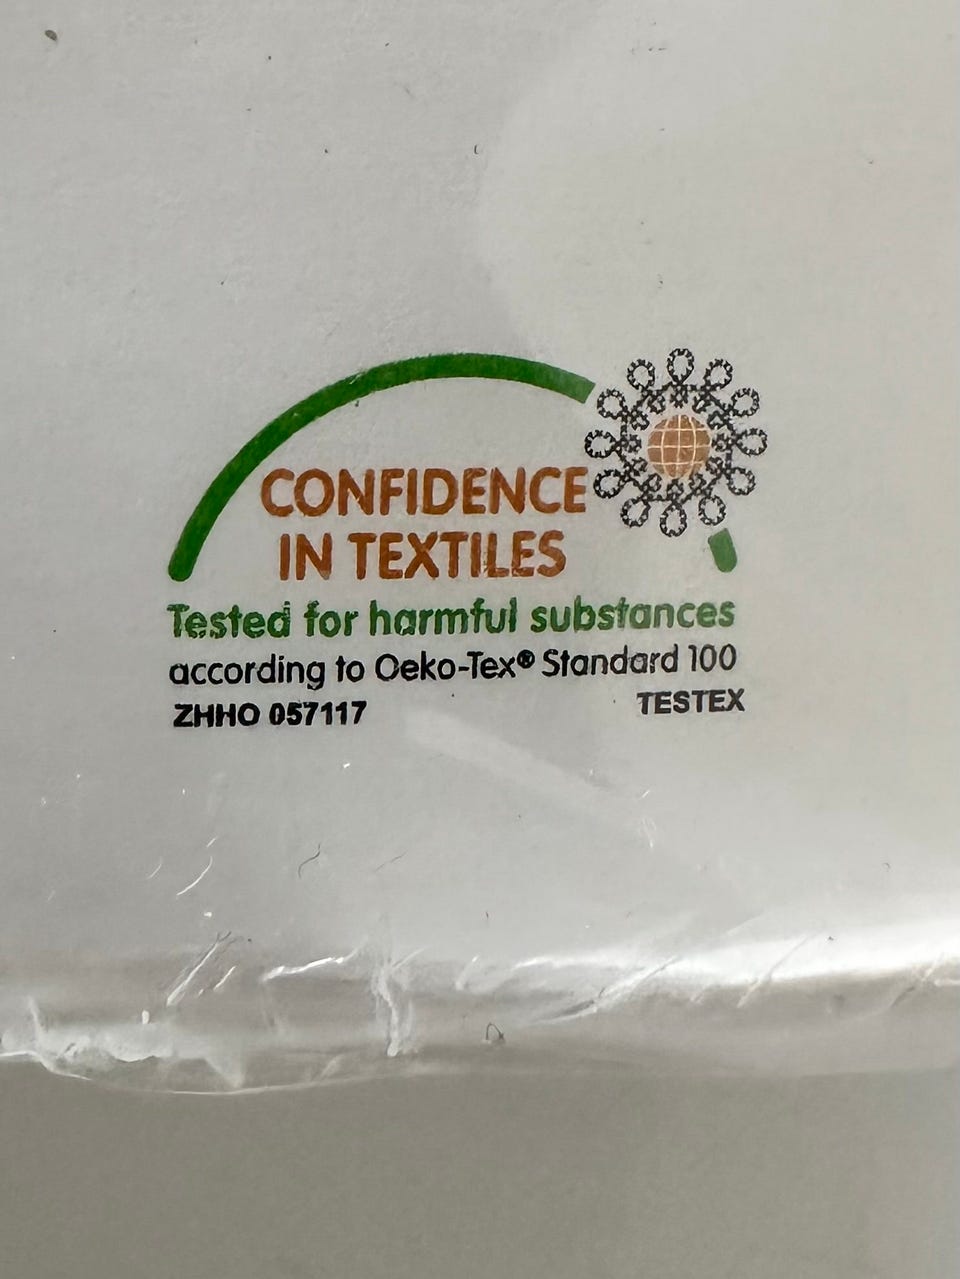 CONFIDENCE
IN TEXTILES
Tested for harmful substances
according to Oeko-Tex® Standard 100
ZHHO 057117 TESTEX